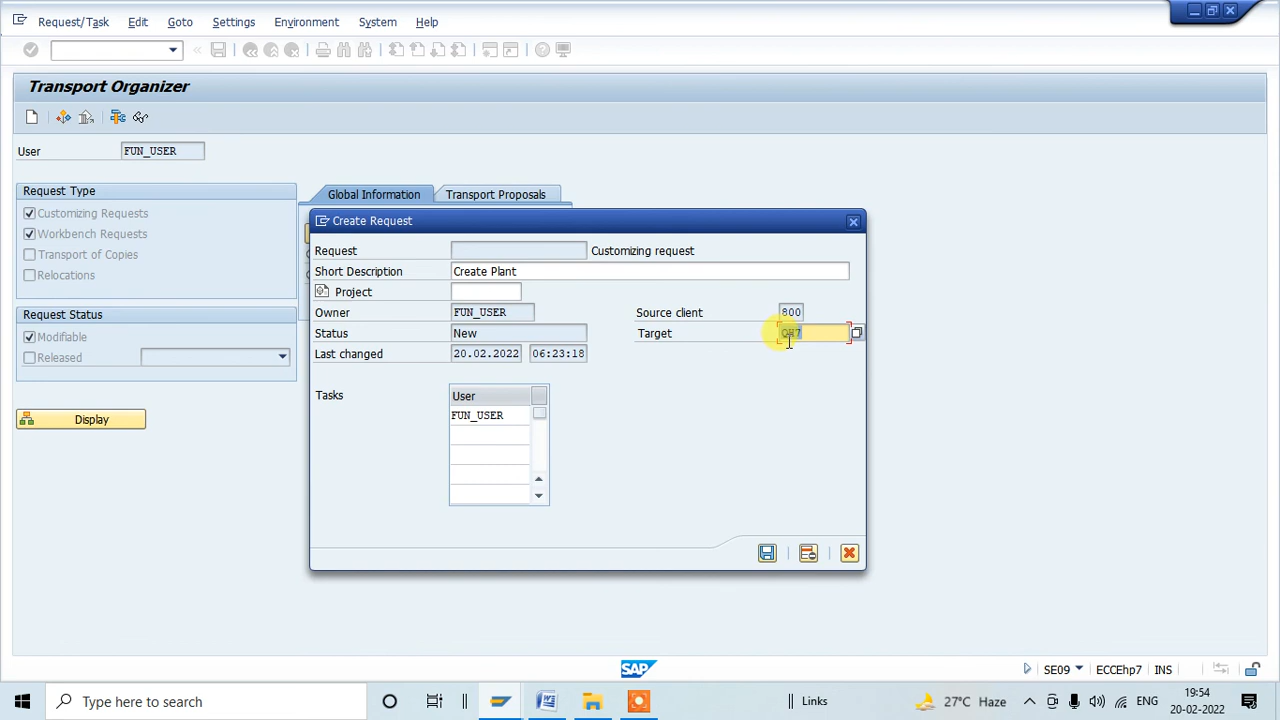 Request/Task Edit Goto Settings Environment System Help
Transport Organizer
User FUN_USER
Request Type
Customizing Requests
Workbench Requests
Transport of Copies
Relocations
Request Status
Modifiable
Released
Display
Global Information Transport Proposals
Create Request
Request Customizing request
Short Description Create Plant
Project
Owner FUN_USER Source client 800
Status New Target
Last changed 20.02.2022 06:23:18
Tasks User
FUN_USER
SAP
SE09 ECCEhp7 INS
Type here to search
Links
27°C Haze
ENG
19:54
20-02-2022